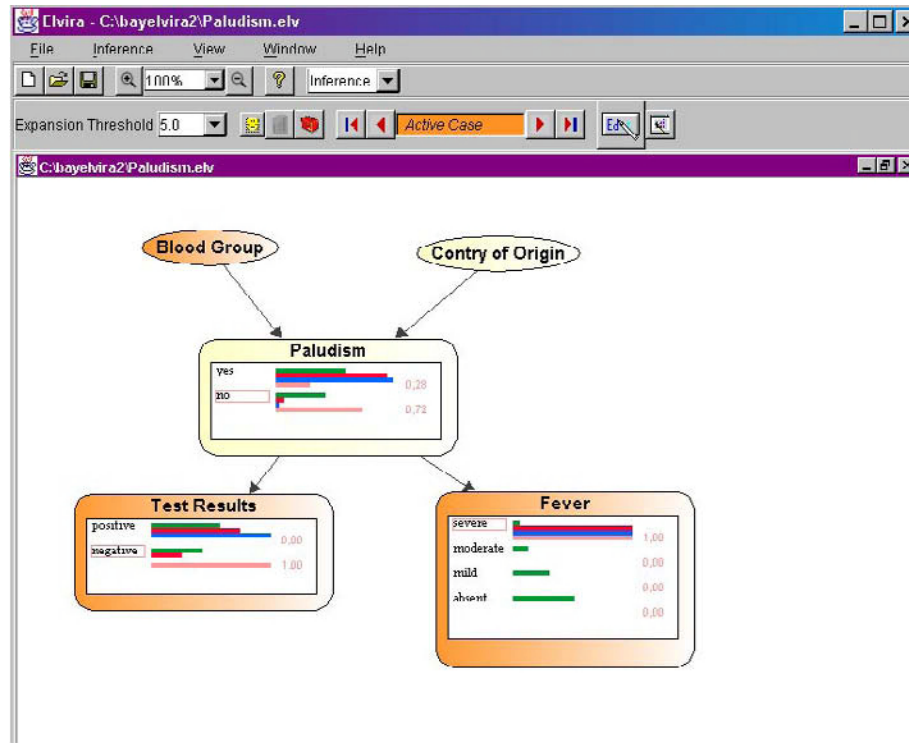 Elvira - C:\bayelvira2\Paludism.elv
File Inference View Window Help
100% Inference
Expansion Threshold 5.0 Active Case
C:\bayelvira2\Paludism.elv
Blood Group
Contry of Origin
Paludism
yes
0,28
no
0,72
Test Results
positive
0,00
negative
1.00
Fever
severe
1,00
moderate
0,00
mild
0,00
absent
0,00